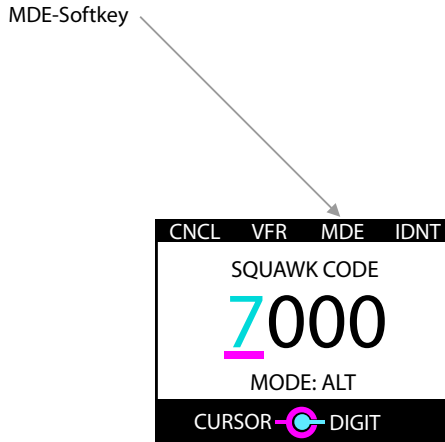 MDE-Softkey
CNCL VFR MDE IDNT
SQUAWK CODE
7000
MODE: ALT
CURSOR DIGIT